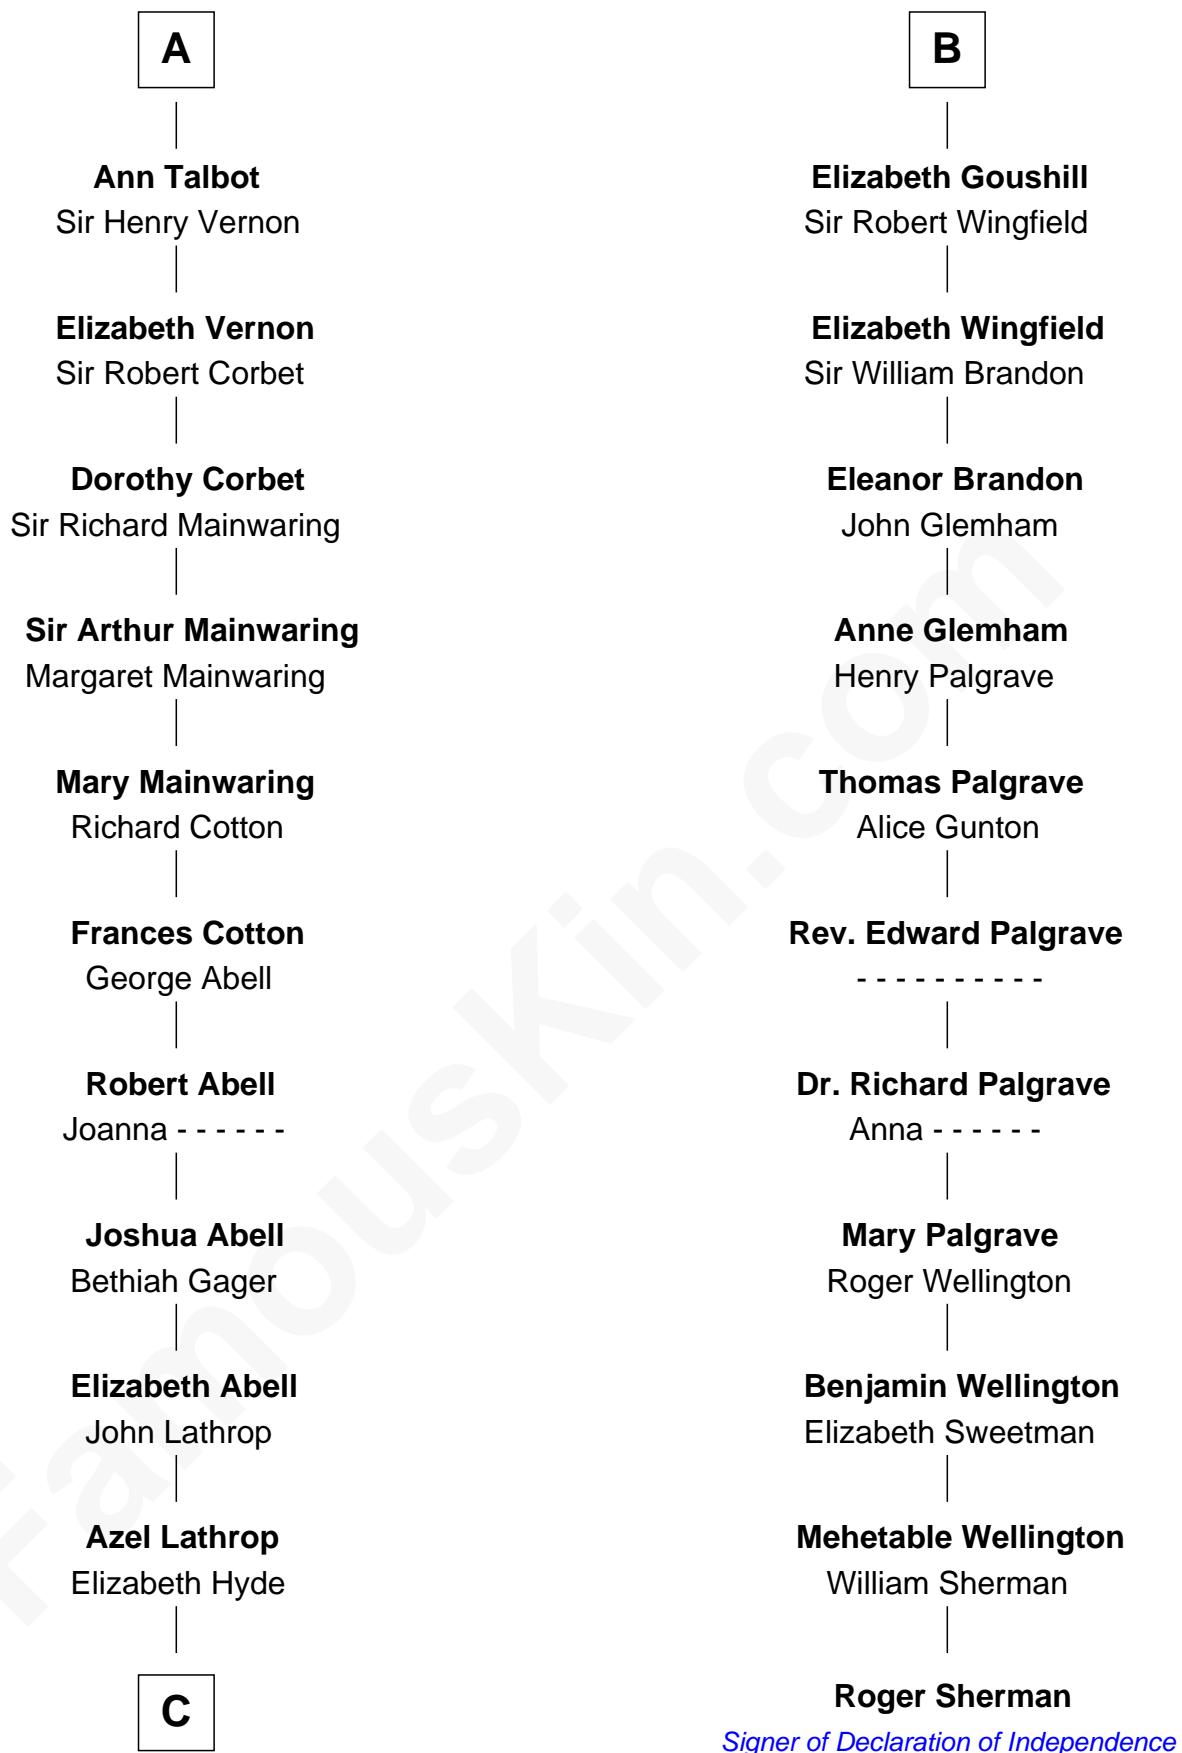 A
Ann Talbot
Sir Henry Vernon
Elizabeth Vernon
Sir Robert Corbet
Dorothy Corbet
Sir Richard Mainwaring
Sir Arthur Mainwaring
Margaret Mainwaring
Mary Mainwaring
Richard Cotton
Frances Cotton
George Abell
Robert Abell
Joanna - - - - - -
Joshua Abell
Bethiah Gager
Elizabeth Abell
John Lathrop
Azel Lathrop
Elizabeth Hyde
C
B
Elizabeth Goushill
Sir Robert Wingfield
Elizabeth Wingfield
Sir William Brandon
Eleanor Brandon
John Glemham
Anne Glemham
Henry Palgrave
Thomas Palgrave
Alice Gunton
Rev. Edward Palgrave
- - - - - - - - - -
Dr. Richard Palgrave
Anna - - - - - -
Mary Palgrave
Roger Wellington
Benjamin Wellington
Elizabeth Sweetman
Mehetable Wellington
William Sherman
Roger Sherman
Signer of Declaration of Independence
FamousKin.com